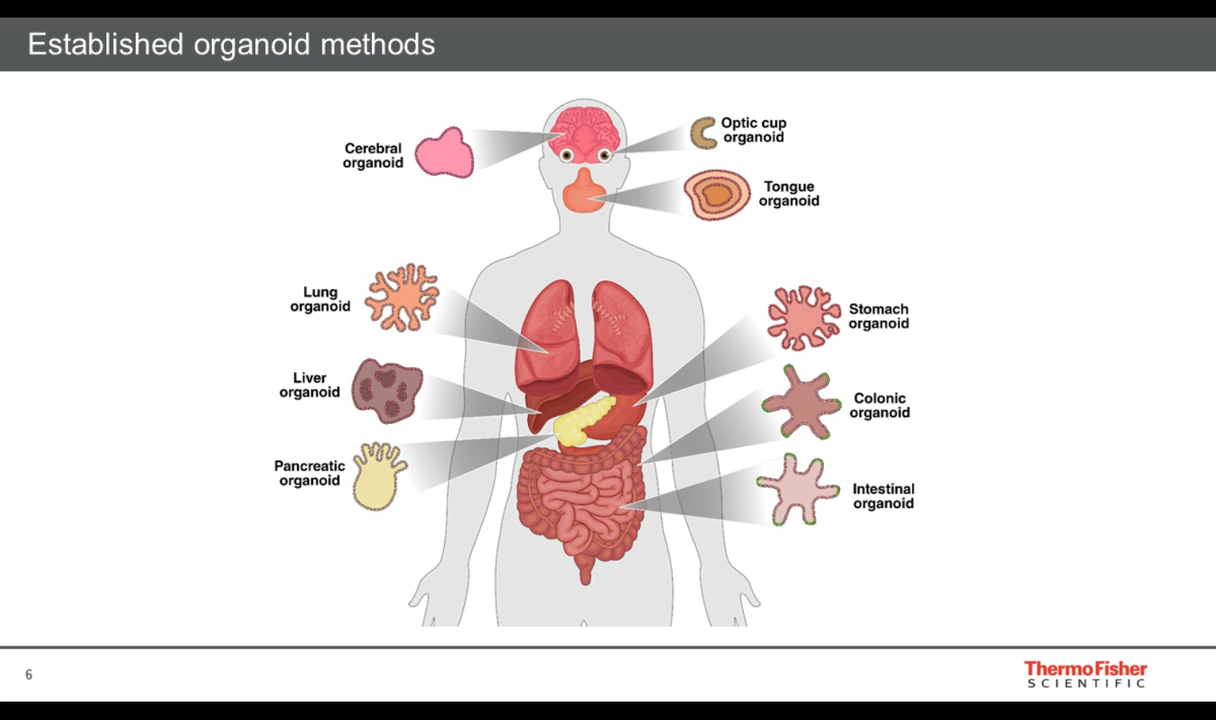 Established organoid methods
Cerebral
organoid
Optic cup
organoid
Tongue
organoid
Lung
organoid
Stomach
organoid
Liver
organoid
Colonic
organoid
Pancreatic
organoid
Intestinal
organoid
6
ThermoFisher
SCIENTIFIC